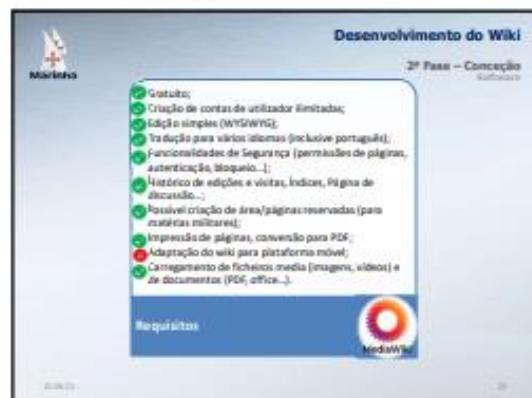 Desenvolvimento do Wiki
Marinha
2ª Fase – Conceção
Software
Gratuito;
Criação de contas de utilizador ilimitadas;
Edição simples (WYSIWYG);
Tradução para vários idiomas (inclusive português);
Funcionalidades de Segurança (permissões de páginas,
autenticação, bloqueio...);
Histórico de edições e visitas, Índices, Página de
discussão...;
Possível criação de área/páginas reservadas (para
matérias militares);
Impressão de páginas, conversão para PDF;
Adaptação do wiki para plataforma móvel;
Carregamento de ficheiros media (imagens, vídeos) e
de documentos (PDF, office...).
Requisitos
MediaWiki